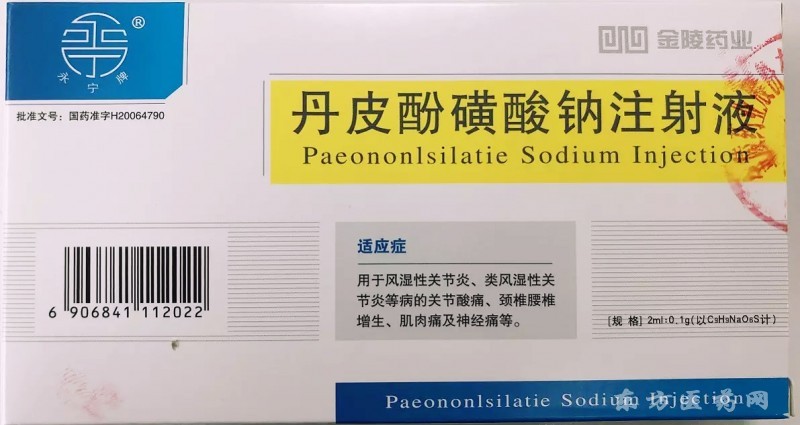 ®
永宁牌
批准文号：国药准字H20064790
金陵药业
丹皮酚磺酸钠注射液
Paeononlsilatie Sodium Injection
适应症
用于风湿性关节炎、类风湿性关
节炎等病的关节酸痛、颈椎腰椎
增生、肌肉痛及神经痛等。
6 906841 112022
[规 格] 2ml:0.1g(以C₉H₉NaO₆S计)
Paeononlsilatie Sodium Injection
东方医药网